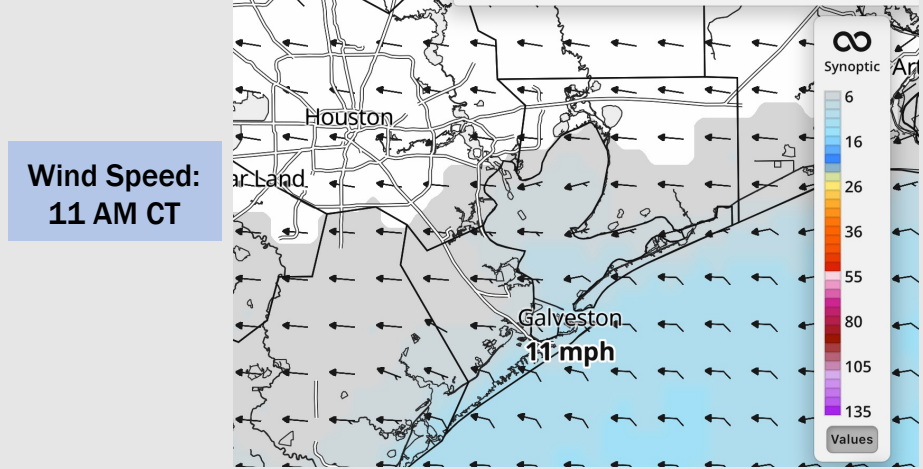 Wind Speed:
11 AM CT
Houston
ar Land
Galveston
11 mph
Synoptic
Ar
6
16
26
36
55
80
105
135
Values